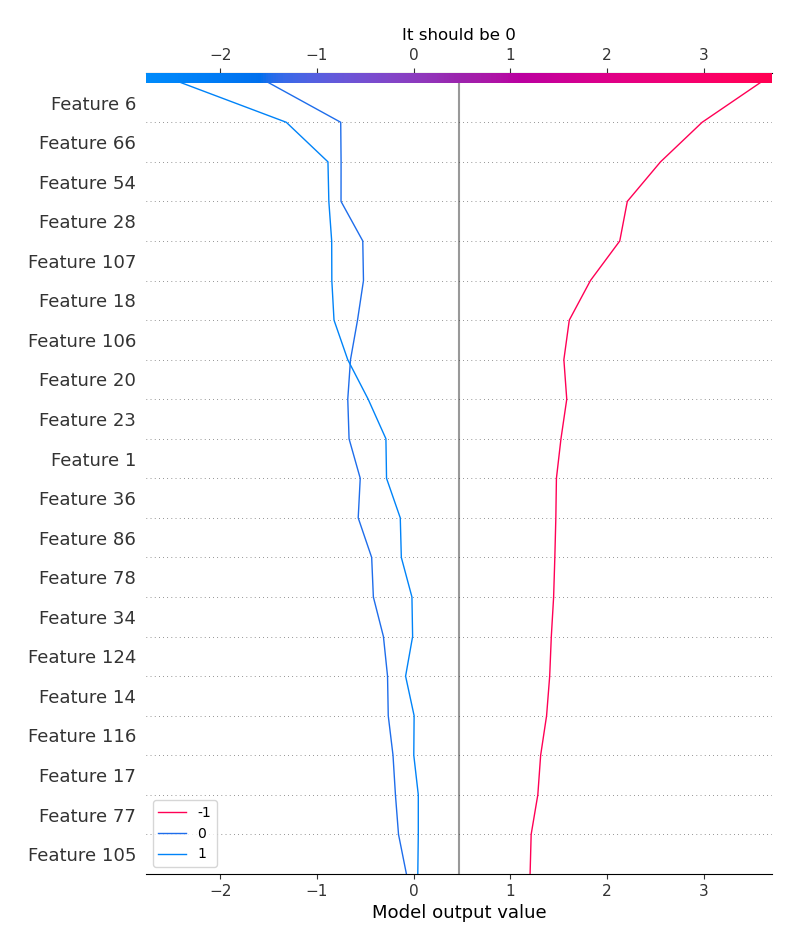 It should be 0
−2 −1 0 1 2 3
Feature 6
Feature 66
Feature 54
Feature 28
Feature 107
Feature 18
Feature 106
Feature 20
Feature 23
Feature 1
Feature 36
Feature 86
Feature 78
Feature 34
Feature 124
Feature 14
Feature 116
Feature 17
Feature 77
Feature 105
-1
0
1
−2 −1 0 1 2 3
Model output value